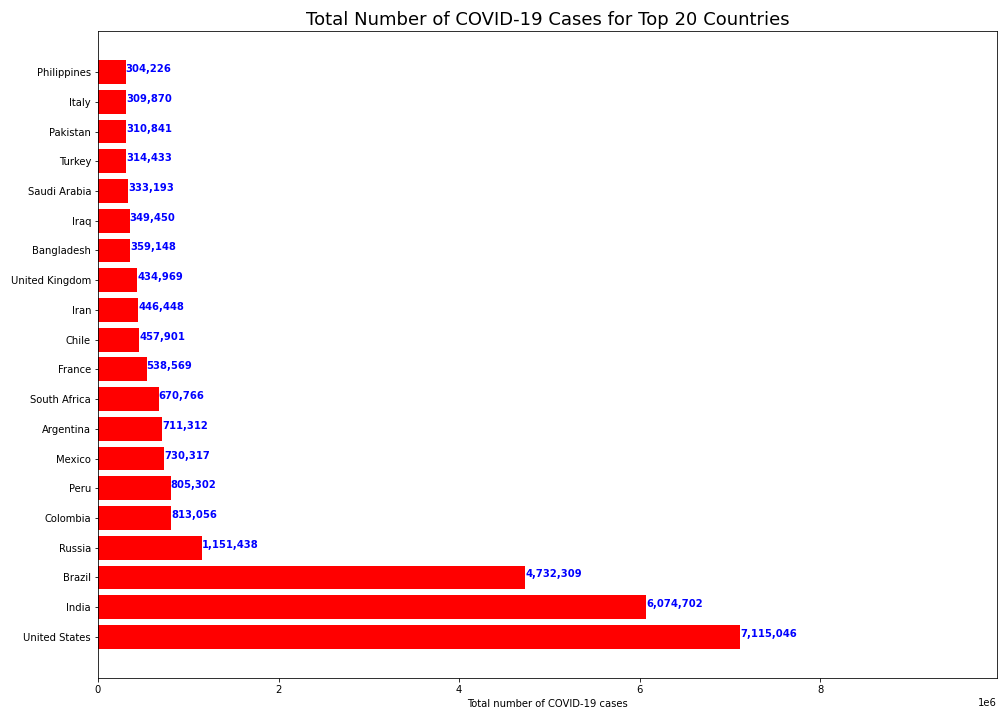 Total Number of COVID-19 Cases for Top 20 Countries
Philippines 304,226
Italy 309,870
Pakistan 310,841
Turkey 314,433
Saudi Arabia 333,193
Iraq 349,450
Bangladesh 359,148
United Kingdom 434,969
Iran 446,448
Chile 457,901
France 538,569
South Africa 670,766
Argentina 711,312
Mexico 730,317
Peru 805,302
Colombia 813,056
Russia 1,151,438
Brazil 4,732,309
India 6,074,702
United States 7,115,046
0 2 4 6 8
Total number of COVID-19 cases 1e6